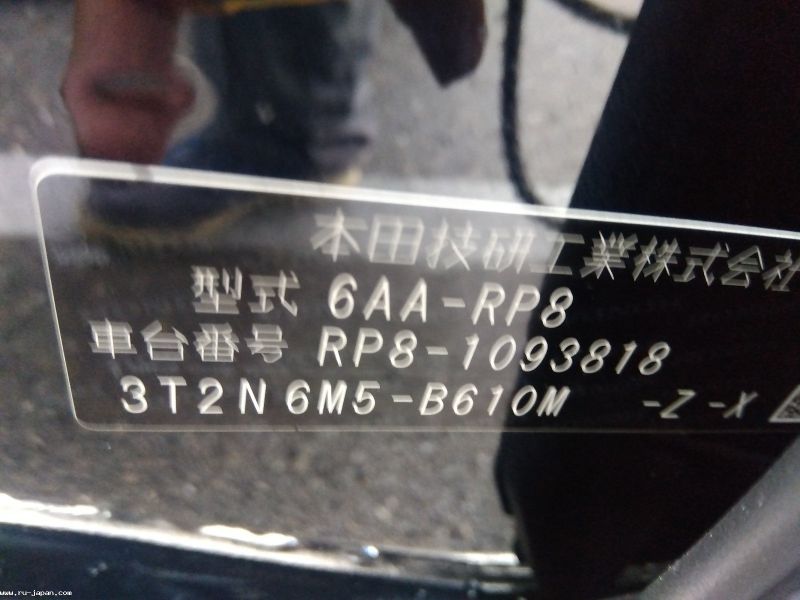 本田技研工業株式会社
型式 6AA-RP8
車台番号 RP8-1093818
3T2N6M5-B610M -Z -X
www.ru-japan.com